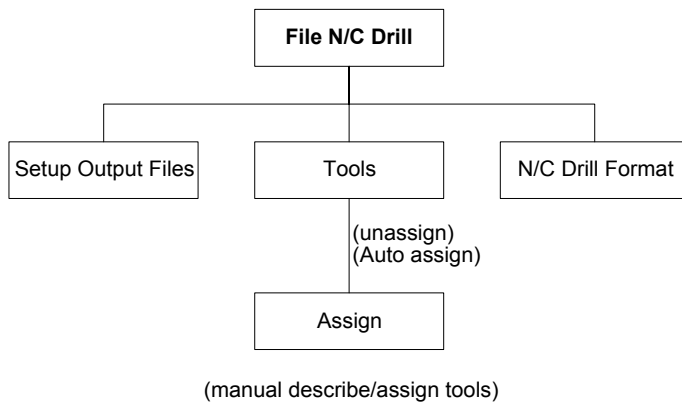 File N/C Drill
Setup Output Files
Tools
N/C Drill Format
(unassign)
(Auto assign)
Assign
(manual describe/assign tools)